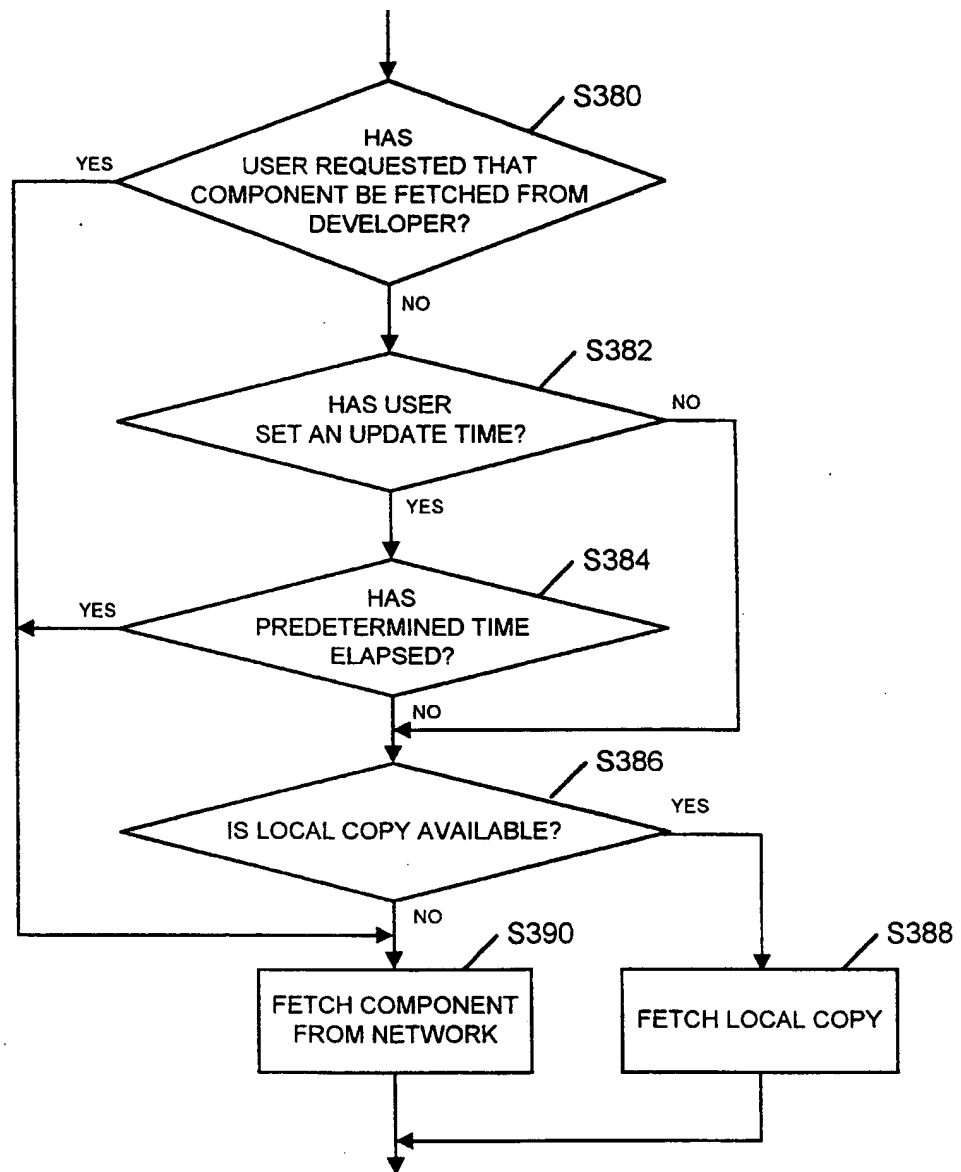 S380
HAS
USER REQUESTED THAT
COMPONENT BE FETCHED FROM
DEVELOPER?
YES
NO
S382
HAS USER
SET AN UPDATE TIME?
NO
YES
S384
HAS
PREDETERMINED TIME
ELAPSED?
YES
NO
S386
IS LOCAL COPY AVAILABLE?
YES
NO
S390
FETCH COMPONENT
FROM NETWORK
S388
FETCH LOCAL COPY